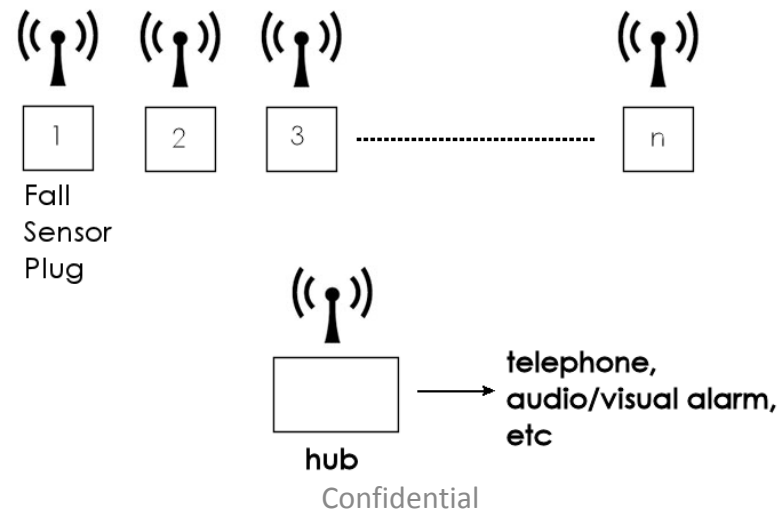 1 2 3 n
Fall
Sensor
Plug
telephone,
audio/visual alarm,
etc
hub
Confidential